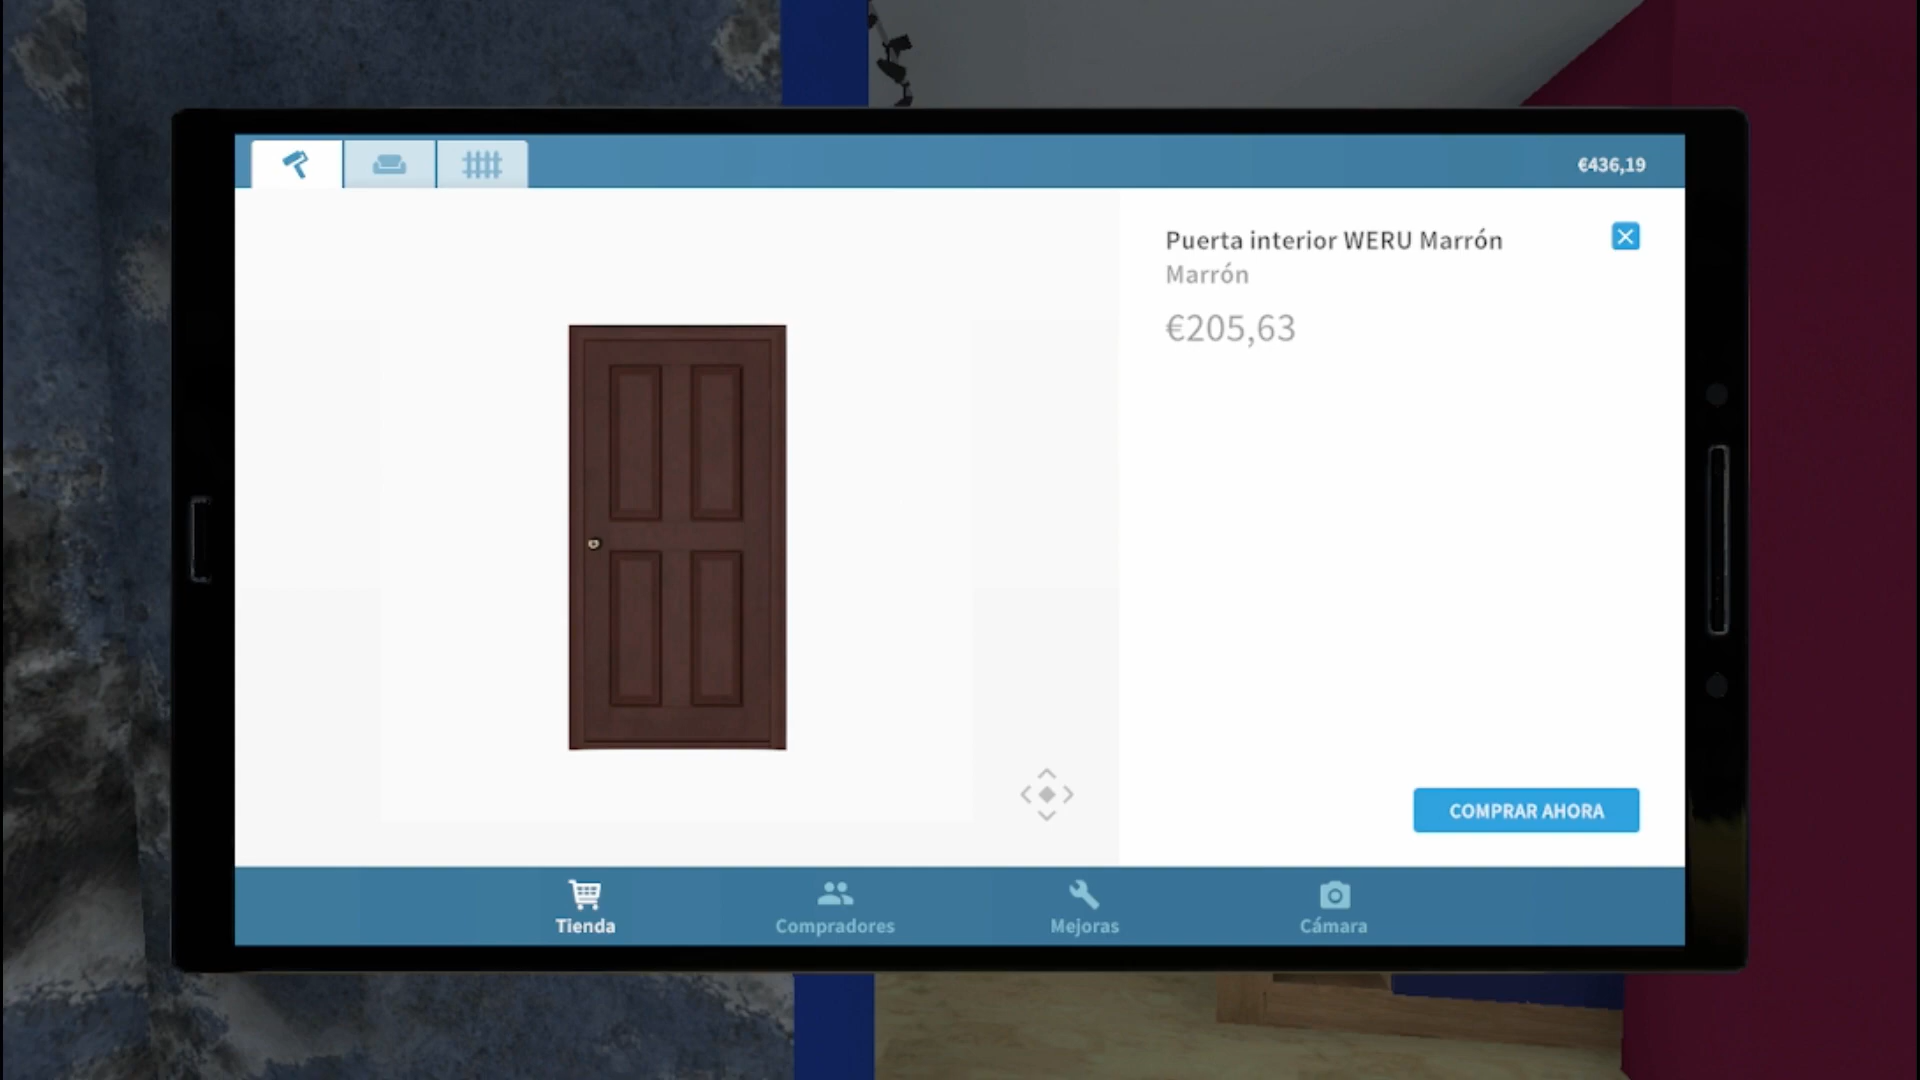 €436,19
Puerta interior WERU Marrón
Marrón
€205,63
COMPRAR AHORA
Tienda
Compradores
Mejoras
Cámara